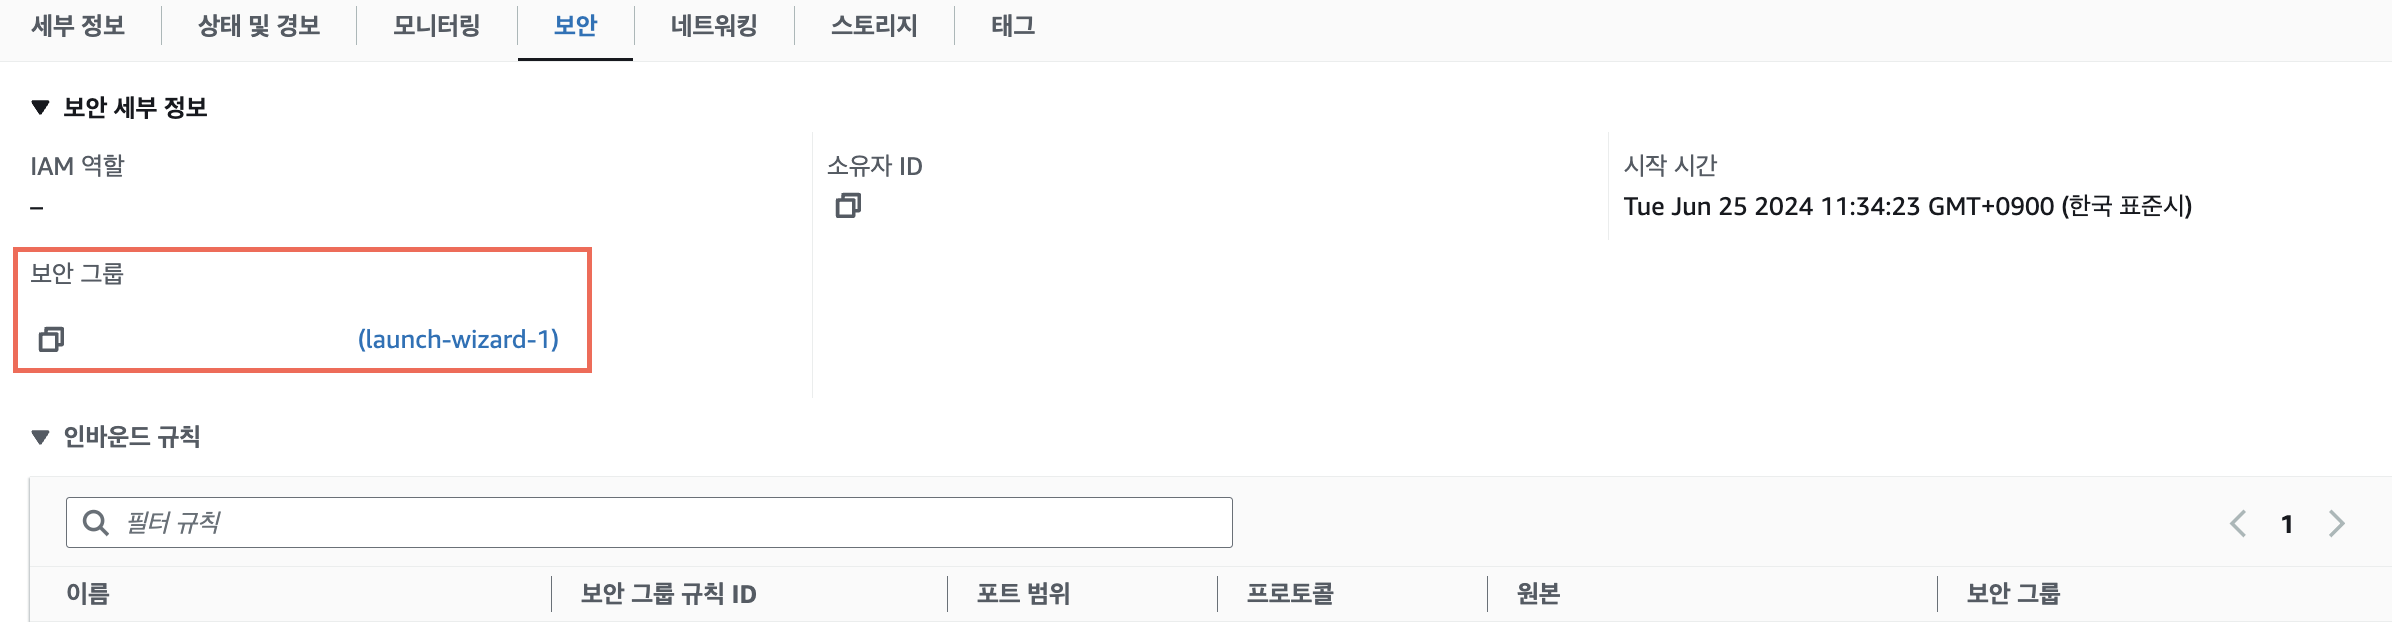 세부 정보 상태 및 경보 모니터링 보안 네트워킹 스토리지 태그
보안 세부 정보
IAM 역할 소유자 ID 시작 시간
– Tue Jun 25 2024 11:34:23 GMT+0900 (한국 표준시)
보안 그룹
(launch-wizard-1)
인바운드 규칙
필터 규칙 1
이름 보안 그룹 규칙 ID 포트 범위 프로토콜 원본 보안 그룹